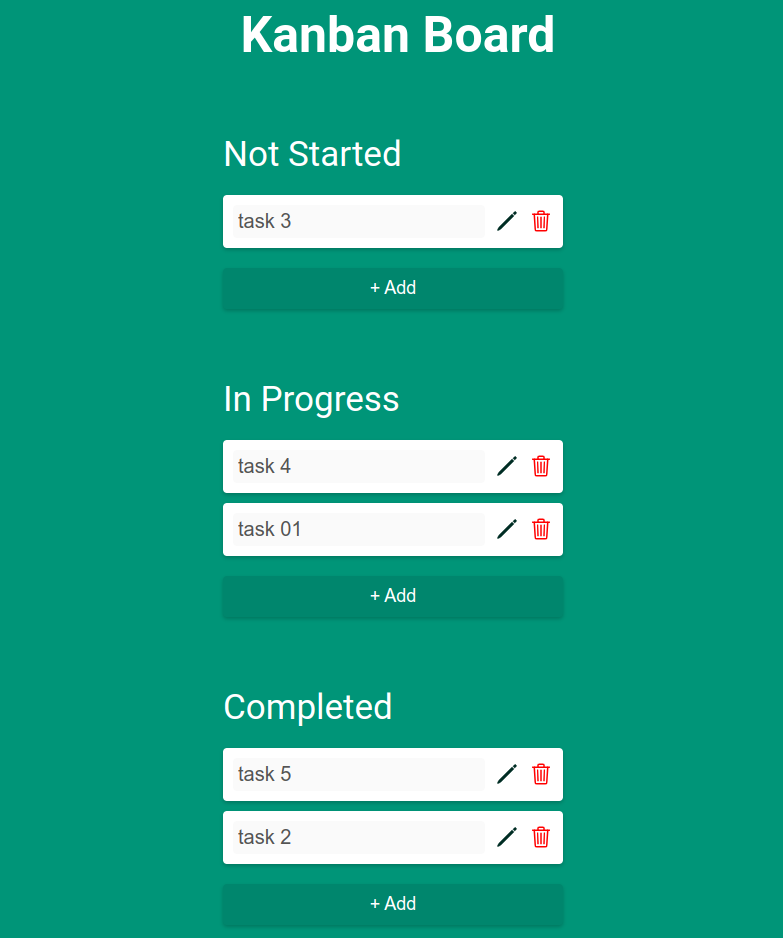 Kanban Board
Not Started
task 3
+ Add
In Progress
task 4
task 01
+ Add
Completed
task 5
task 2
+ Add